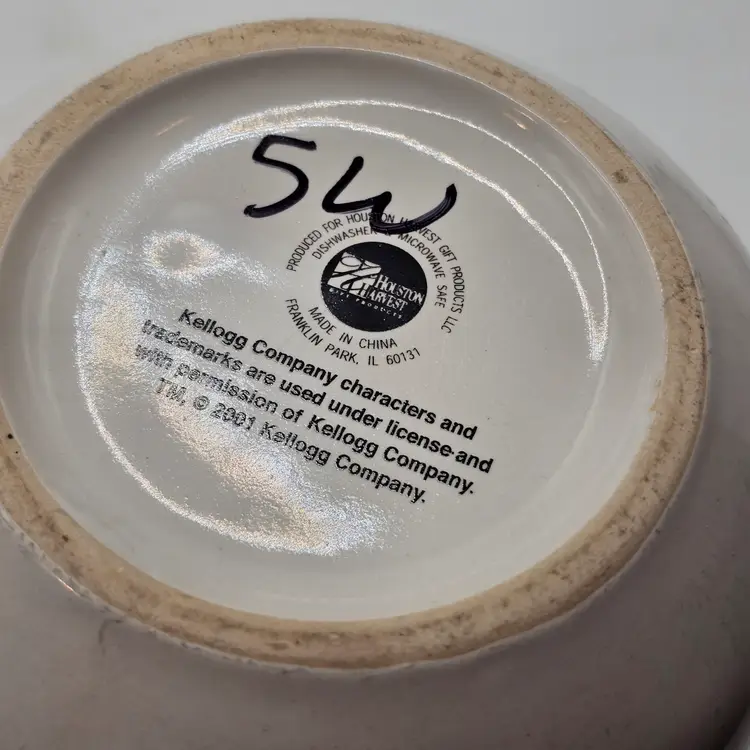 5W
PRODUCED FOR HOUSTON HARVEST GIFT PRODUCTS LLC
DISHWASHER MICROWAVE SAFE
HOUSTON
HARVEST
GIFT PRODUCTS
MADE IN CHINA
FRANKLIN PARK, IL 60131
Kellogg Company characters and
trademarks are used under license and
with permission of Kellogg Company.
TM, © 2001 Kellogg Company.